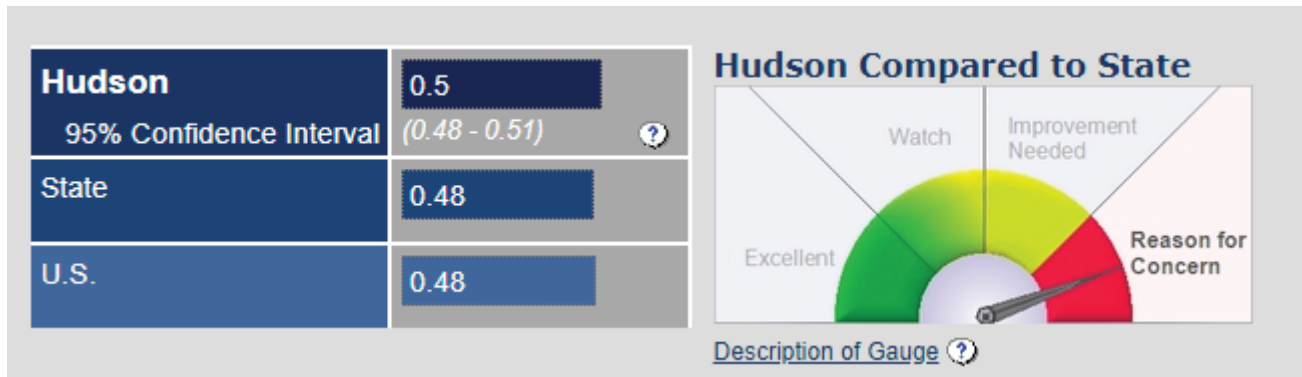 Hudson
0.5
95% Confidence Interval
(0.48 - 0.51)
?
State
0.48
U.S.
0.48
Hudson Compared to State
Excellent
Watch
Improvement
Needed
Reason for
Concern
Description of Gauge ?